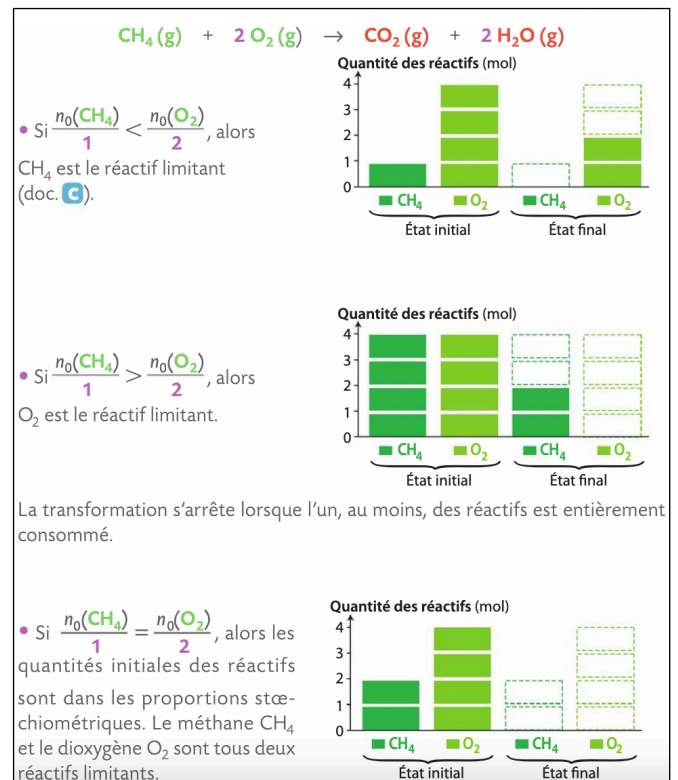 CH₄ (g) + 2 O₂ (g) → CO₂ (g) + 2 H₂O (g)
• Si n₀(CH₄)/1 < n₀(O₂)/2, alors
CH₄ est le réactif limitant
(doc. C).
Quantité des réactifs (mol)
4
3
2
1
0
CH₄ O₂ CH₄ O₂
État initial État final
• Si n₀(CH₄)/1 > n₀(O₂)/2, alors
O₂ est le réactif limitant.
Quantité des réactifs (mol)
4
3
2
1
0
CH₄ O₂ CH₄ O₂
État initial État final
La transformation s’arrête lorsque l’un, au moins, des réactifs est entièrement
consommé.
• Si n₀(CH₄)/1 = n₀(O₂)/2, alors les
quantités initiales des réactifs
sont dans les proportions stœ-
chiométriques. Le méthane CH₄
et le dioxygène O₂ sont tous deux
réactifs limitants.
Quantité des réactifs (mol)
4
3
2
1
0
CH₄ O₂ CH₄ O₂
État initial État final